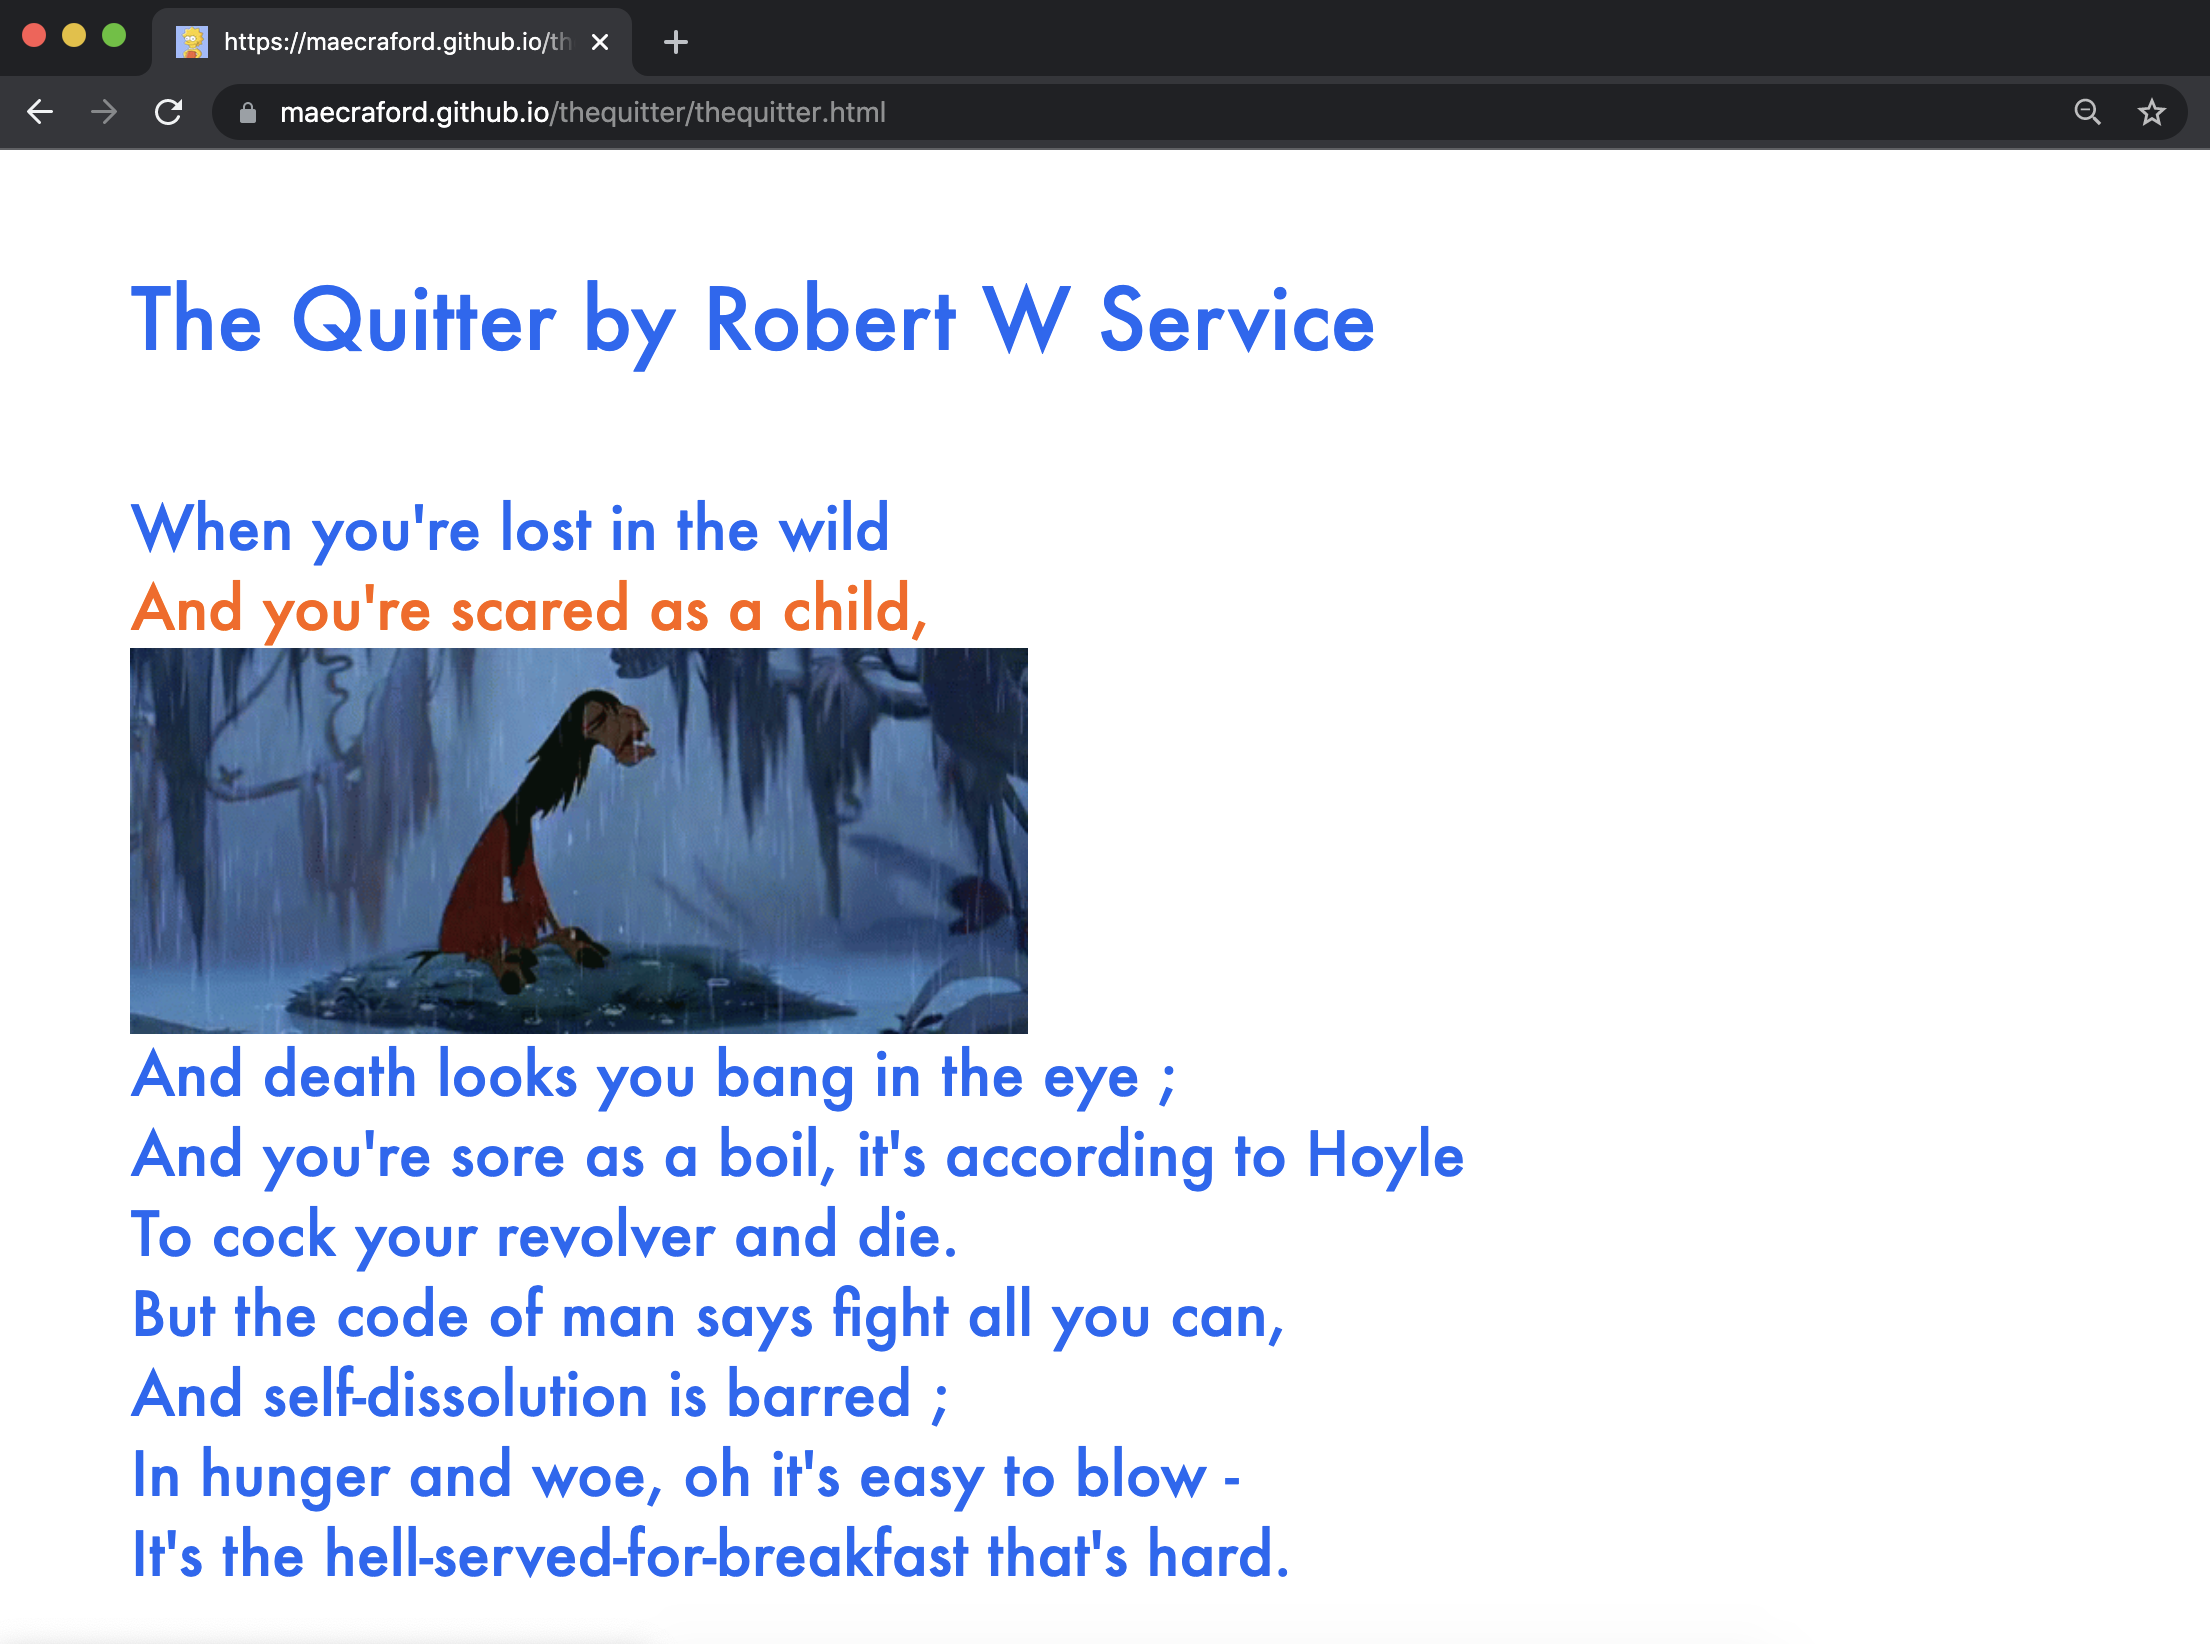 https://maecraford.github.io/th
maecraford.github.io/thequitter/thequitter.html
The Quitter by Robert W Service
When you're lost in the wild
And you're scared as a child,
And death looks you bang in the eye ;
And you're sore as a boil, it's according to Hoyle
To cock your revolver and die.
But the code of man says fight all you can,
And self-dissolution is barred ;
In hunger and woe, oh it's easy to blow -
It's the hell-served-for-breakfast that's hard.